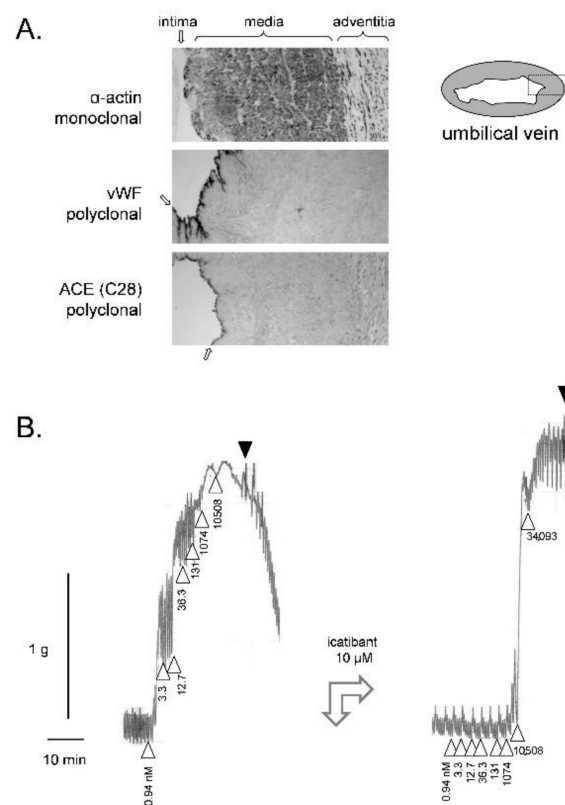 A.
intima media adventitia
α-actin
monoclonal
umbilical vein
vWF
polyclonal
ACE (C28)
polyclonal
B.
1 g
10 min
0.94 nM
3.3
12.7
36.3
131
1074
10508
icatibant
10 µM
0.94 nM
3.3
12.7
36.3
131
1074
10,508
34,093